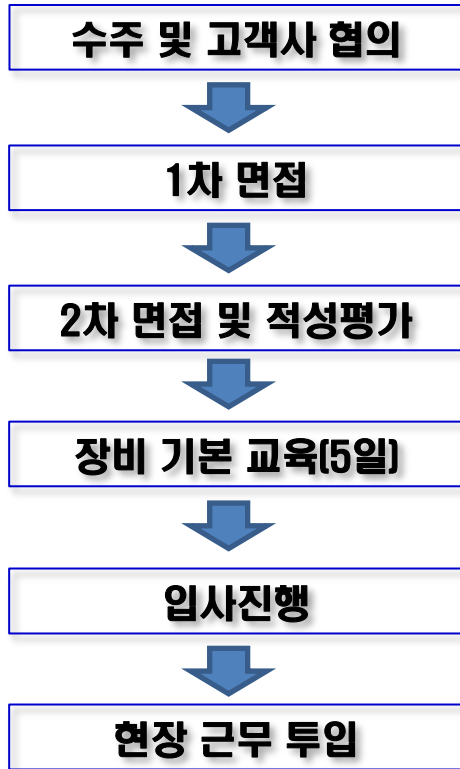 수주 및 고객사 협의
1차 면접
2차 면접 및 적성평가
장비 기본 교육(5일)
입사진행
현장 근무 투입